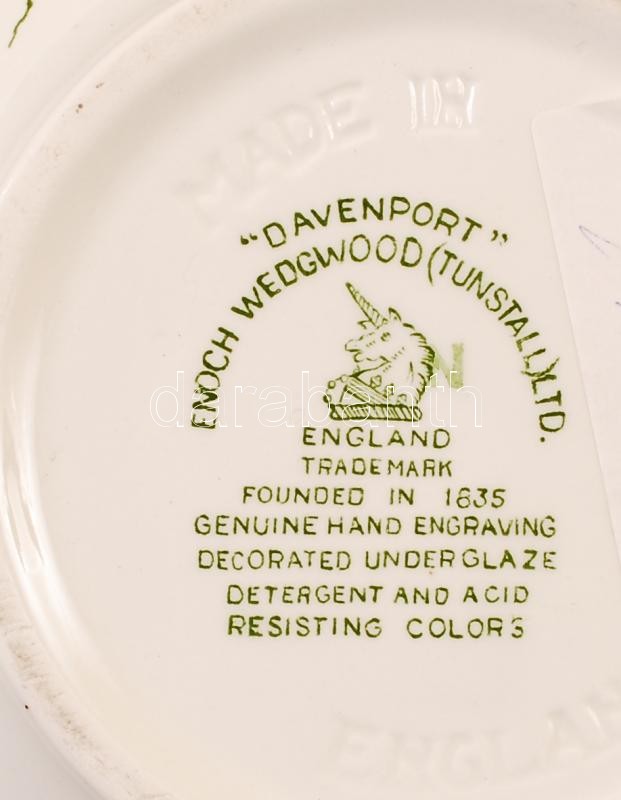 MADE IN
"DAVENPORT"
ENOCH WEDGWOOD (TUNSTALL) LTD.
N
darabanth
ENGLAND
TRADEMARK
FOUNDED IN 1835
GENUINE HAND ENGRAVING
DECORATED UNDERGLAZE
DETERGENT AND ACID
RESISTING COLORS
ENGLAN